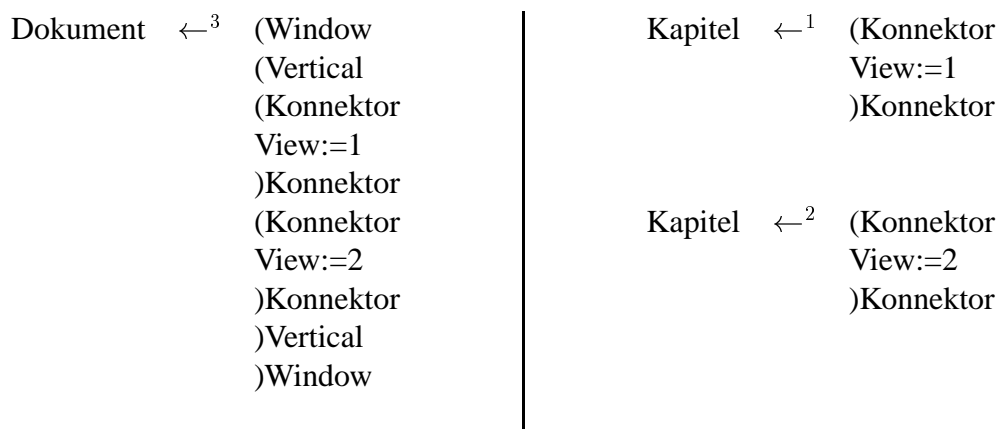 Dokument ←³ (Window
(Vertical
(Konnektor
View:=1
)Konnektor
(Konnektor
View:=2
)Konnektor
)Vertical
)Window
Kapitel ←¹ (Konnektor
View:=1
)Konnektor
Kapitel ←² (Konnektor
View:=2
)Konnektor